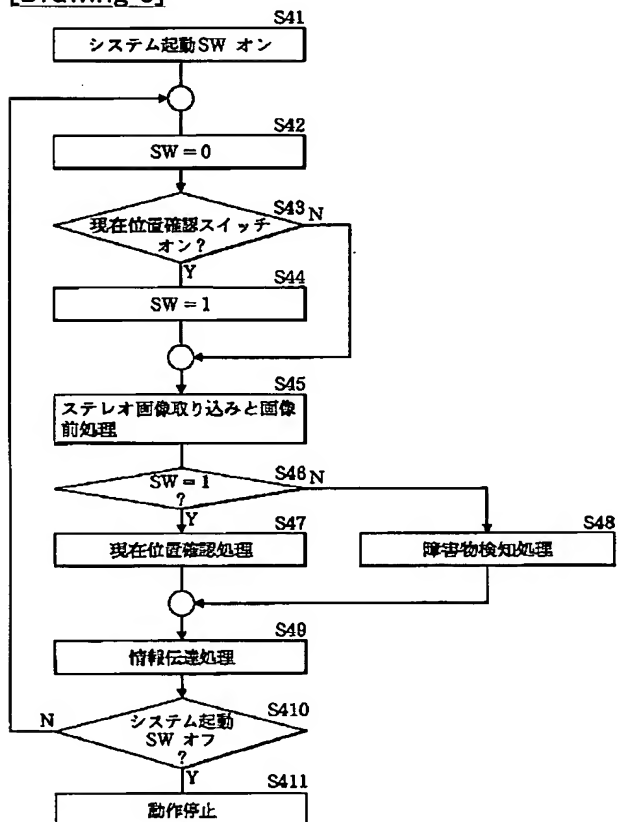 S41
システム起動SW オン
S42
SW=0
S43
N
現在位置確認スイッチ
オン?
Y
S44
SW=1
S45
ステレオ画像取り込みと画像
前処理
S46
N
SW=1
?
Y
S47
現在位置確認処理
S48
障害物検知処理
S49
情報伝達処理
S410
N
システム起動
SW オフ
?
Y
S411
動作停止